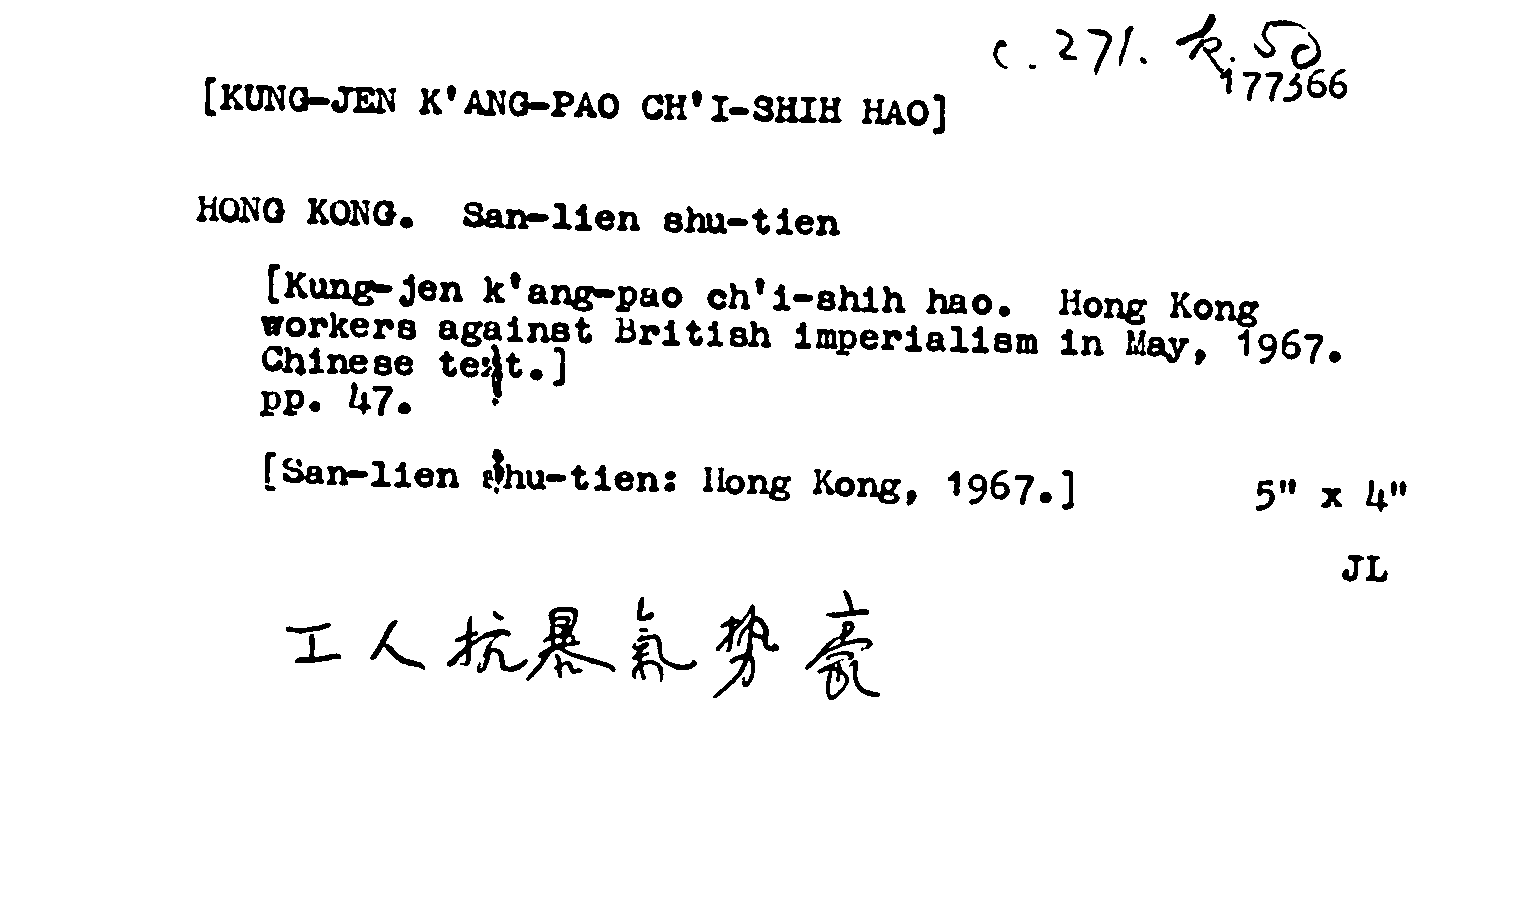 c. 271. k. 50
177366
[KUNG-JEN K'ANG-PAO CH'I-SHIH HAO]
HONG KONG. San-lien shu-tien
[Kung-jen k'ang-pao ch'i-shih hao. Hong Kong
workers against British imperialism in May, 1967.
Chinese text.]
pp. 47.
[San-lien shu-tien: Hong Kong, 1967.] 5" x 4"
JL
工人抗暴氣势豪